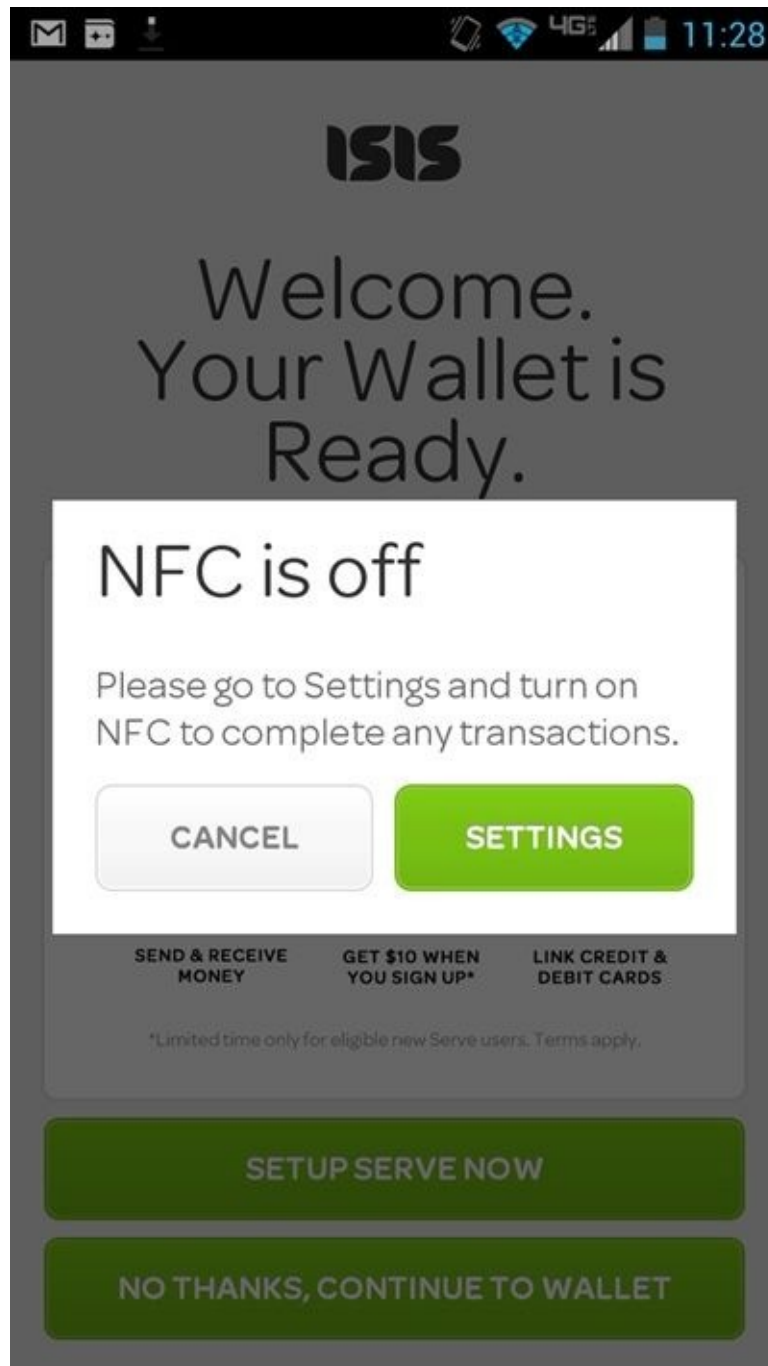 4G
11:28
ISIS
Welcome.
Your Wallet is
Ready.
NFC is off
Please go to Settings and turn on
NFC to complete any transactions.
CANCEL
SETTINGS
SEND & RECEIVE
MONEY
GET $10 WHEN
YOU SIGN UP*
LINK CREDIT &
DEBIT CARDS
*Limited time only for eligible new Serve users. Terms apply.
SETUP SERVE NOW
NO THANKS, CONTINUE TO WALLET